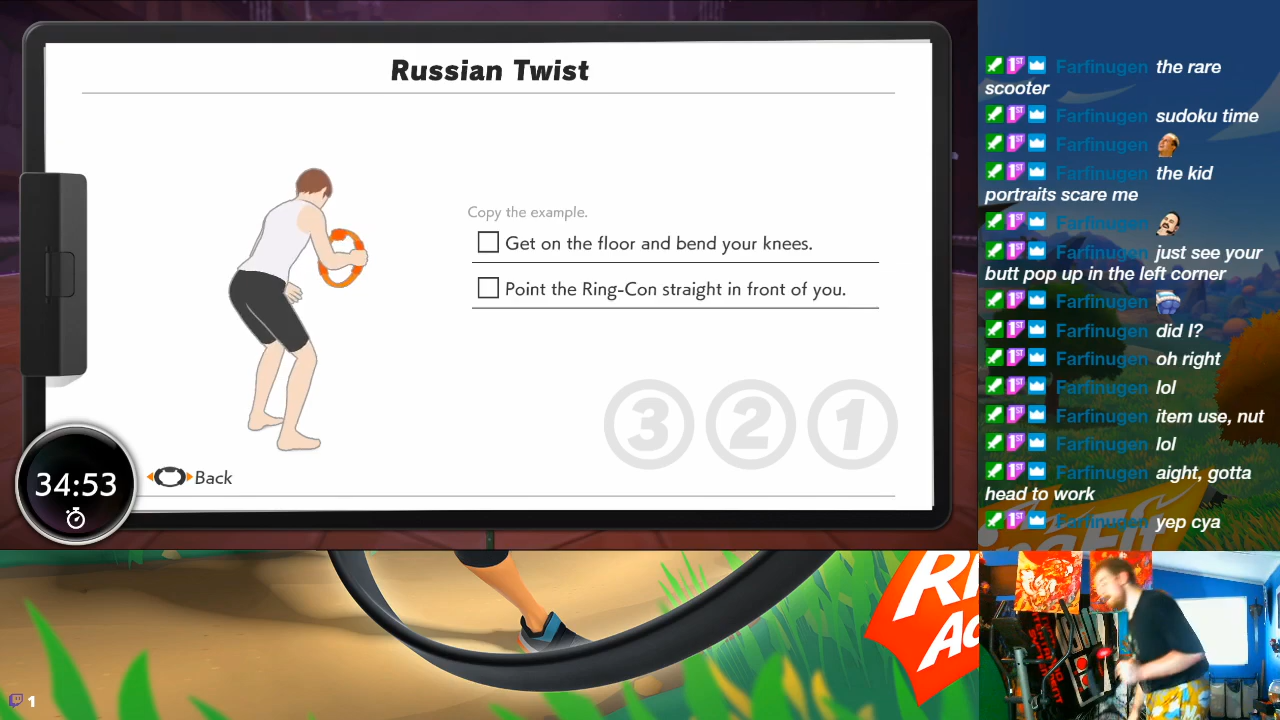 Russian Twist
Copy the example.
Get on the floor and bend your knees.
Point the Ring-Con straight in front of you.
3 2 1
Back
34:53
1
Farfinugen the rare
scooter
Farfinugen sudoku time
Farfinugen
Farfinugen the kid
portraits scare me
Farfinugen
Farfinugen just see your
butt pop up in the left corner
Farfinugen
Farfinugen did I?
Farfinugen oh right
Farfinugen lol
Farfinugen item use, nut
Farfinugen lol
Farfinugen aight, gotta
head to work
Farfinugen yep cya